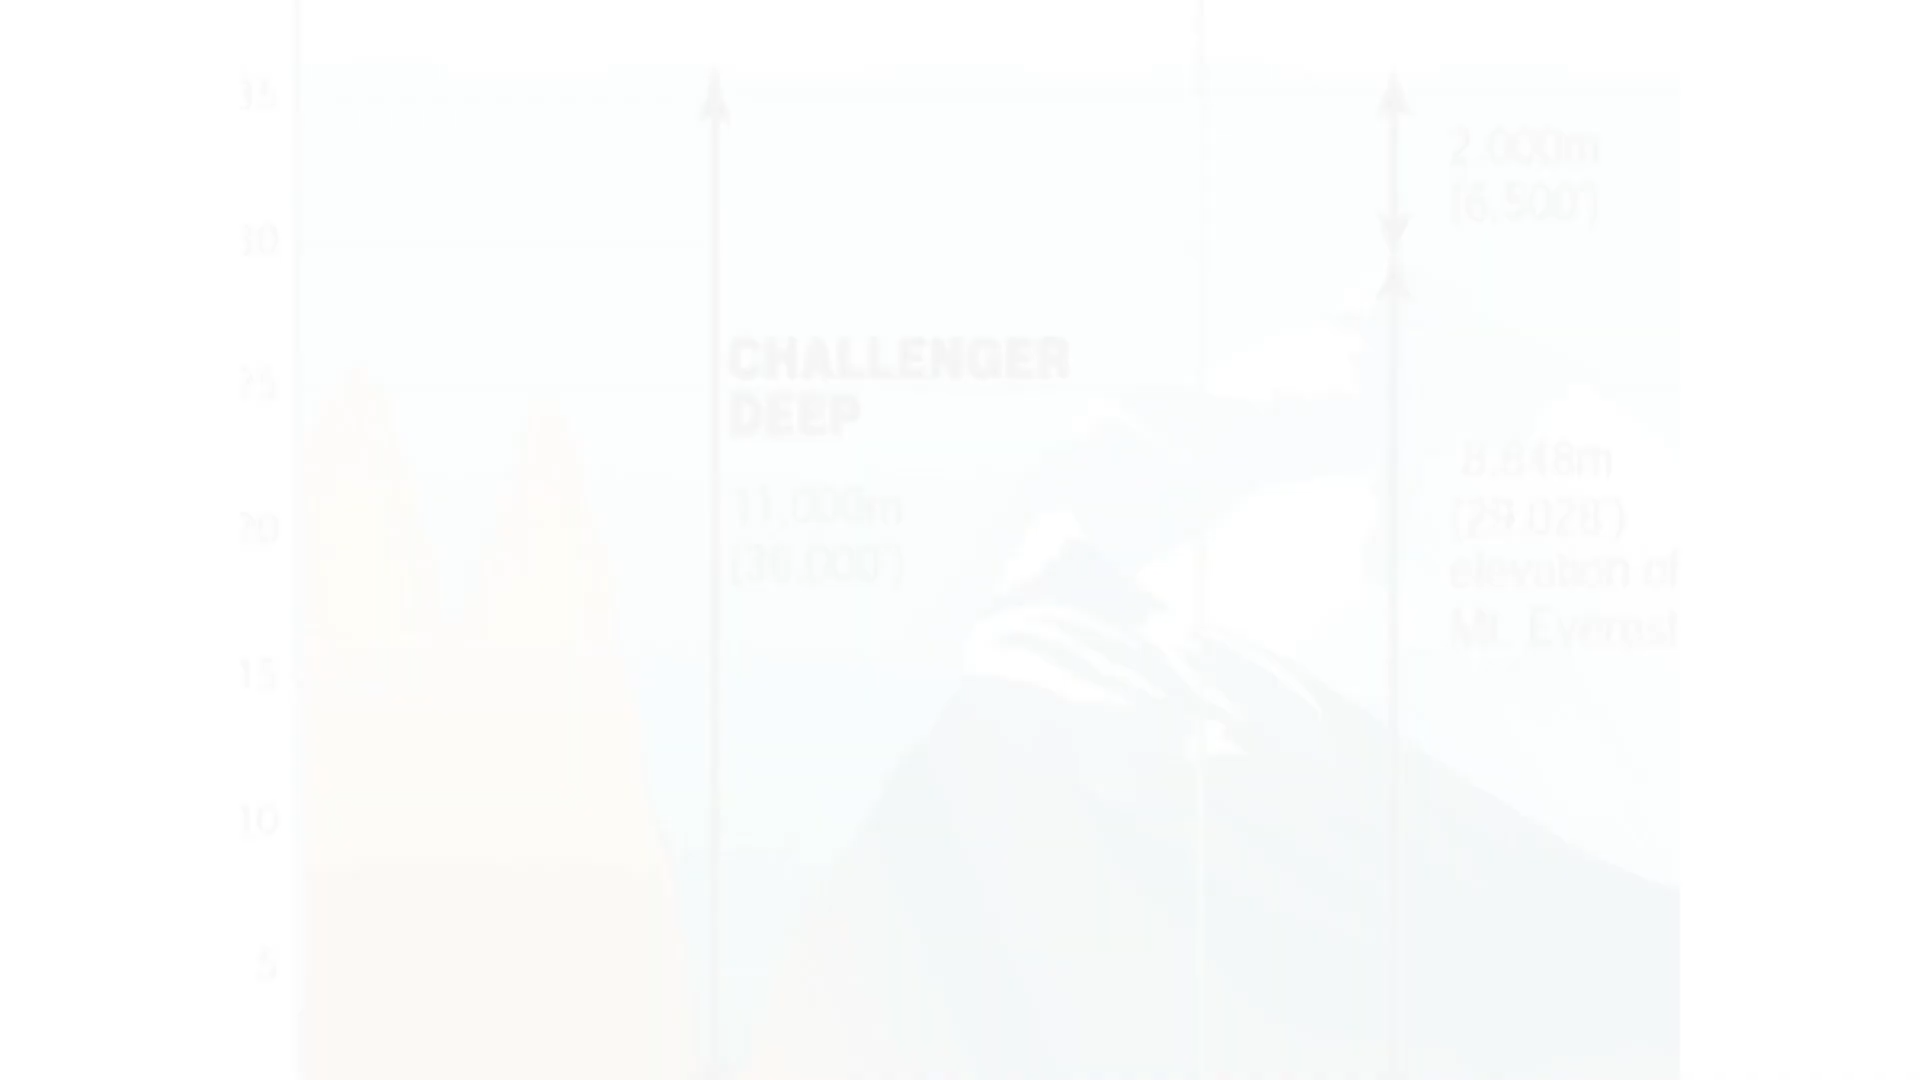 35
30
25
20
15
10
5
CHALLENGER
DEEP
11,000m
(36,000')
2,000m
(6,500')
8,848m
(29,028')
elevation of
Mt. Everest